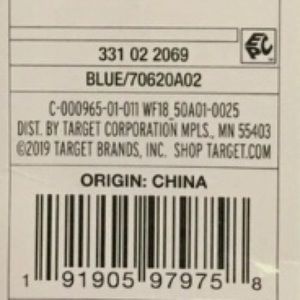 EPC
331 02 2069
BLUE/70620A02
C-000965-01-011 WF18_50A01-0025
DIST. BY TARGET CORPORATION MPLS., MN 55403
©2019 TARGET BRANDS, INC. SHOP TARGET.COM
ORIGIN: CHINA
1 91905 97975 8